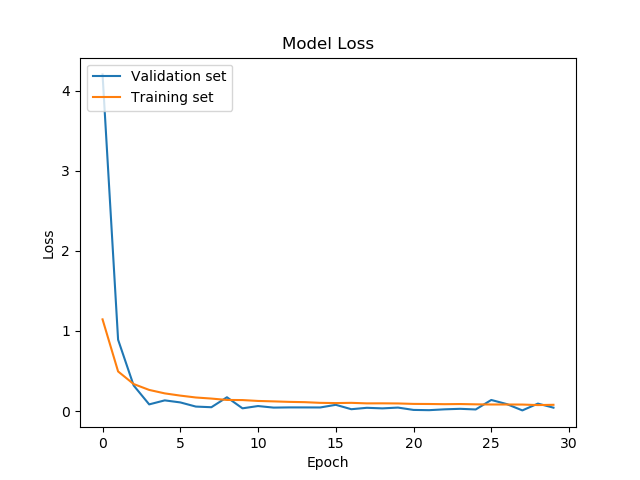 Model Loss
Validation set
Training set
4
3
2
1
0
Loss
0 5 10 15 20 25 30
Epoch